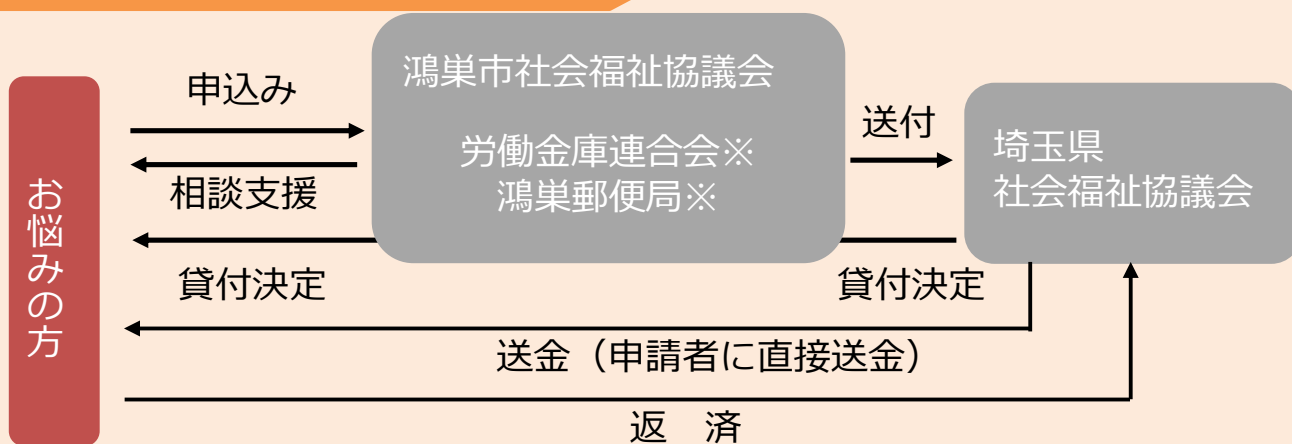 お悩みの方
申込み
相談支援
鴻巣市社会福祉協議会
労働金庫連合会※
鴻巣郵便局※
送付
埼玉県
社会福祉協議会
貸付決定
貸付決定
送金（申請者に直接送金）
返　済